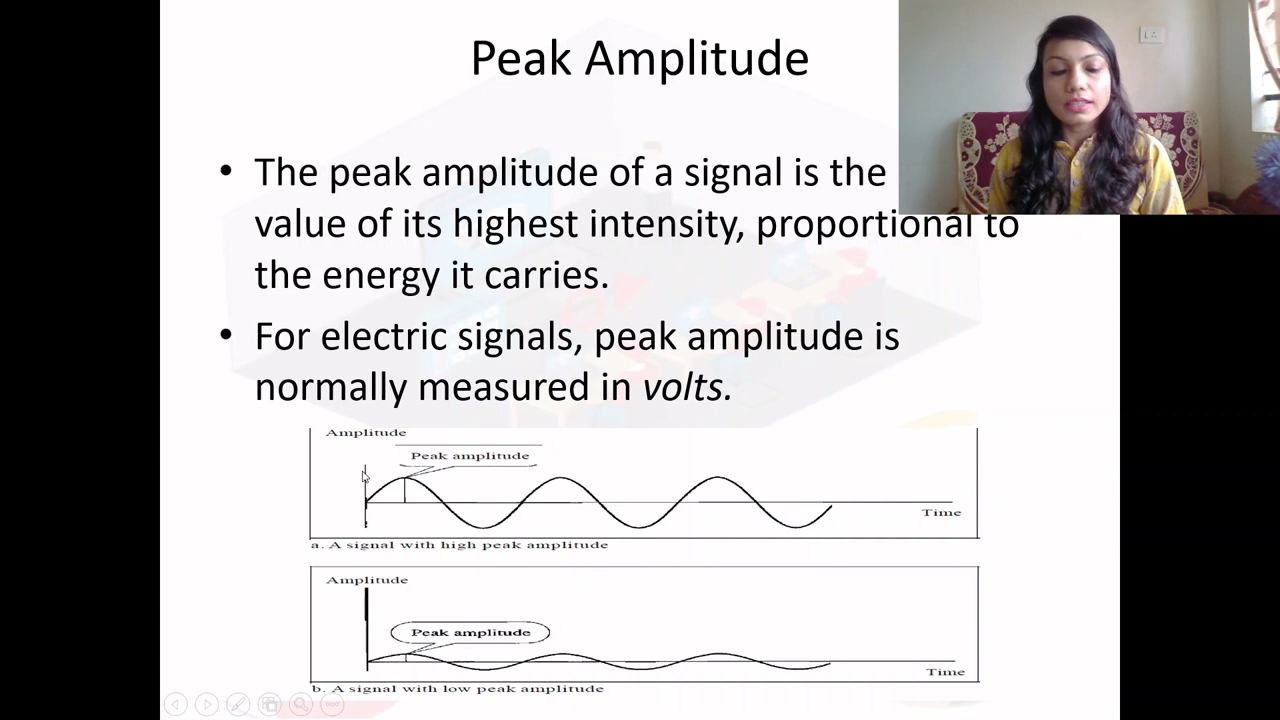 Peak Amplitude
• The peak amplitude of a signal is the
value of its highest intensity, proportional to
the energy it carries.
• For electric signals, peak amplitude is
normally measured in volts.
Amplitude
Peak amplitude
Time
a. A signal with high peak amplitude
Amplitude
Peak amplitude
Time
b. A signal with low peak amplitude